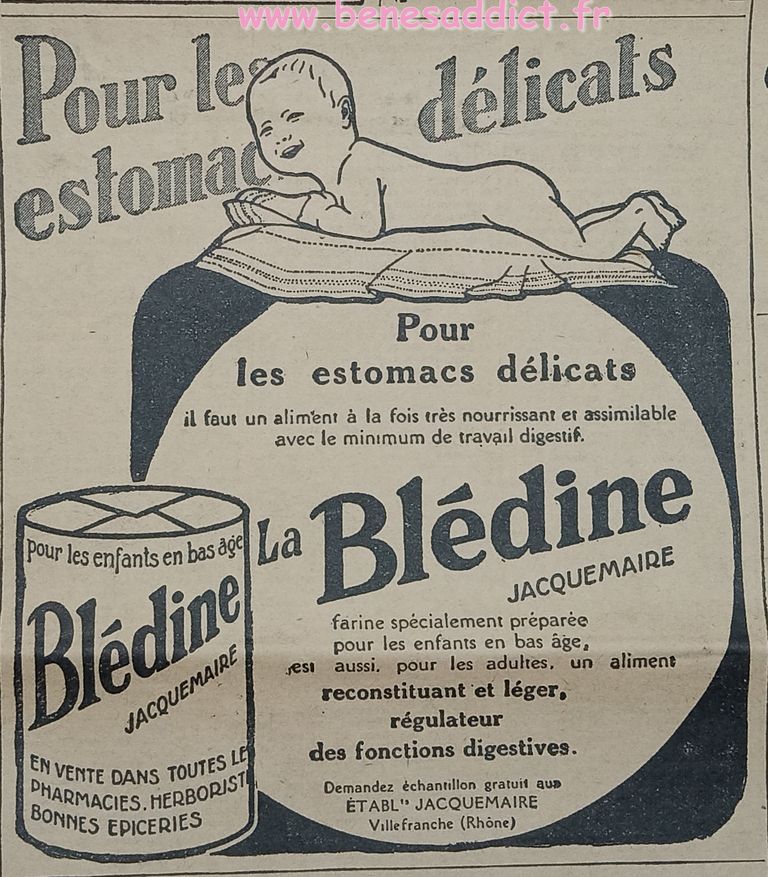 www.benesaddict.fr
Pour les délicats
estomac
Pour
les estomacs délicats
il faut un aliment à la fois très nourrissant et assimilable
avec le minimum de travail digestif.
La Blédine
JACQUEMAIRE
farine spécialement préparée
pour les enfants en bas âge,
est aussi, pour les adultes, un aliment
reconstituant et léger,
régulateur
des fonctions digestives.
Demandez échantillon gratuit aux
ÉTABLts JACQUEMAIRE
Villefranche (Rhône)
pour les enfants en bas âge
Blédine
JACQUEMAIRE
EN VENTE DANS TOUTES LE
PHARMACIES. HERBORIST
BONNES EPICERIES